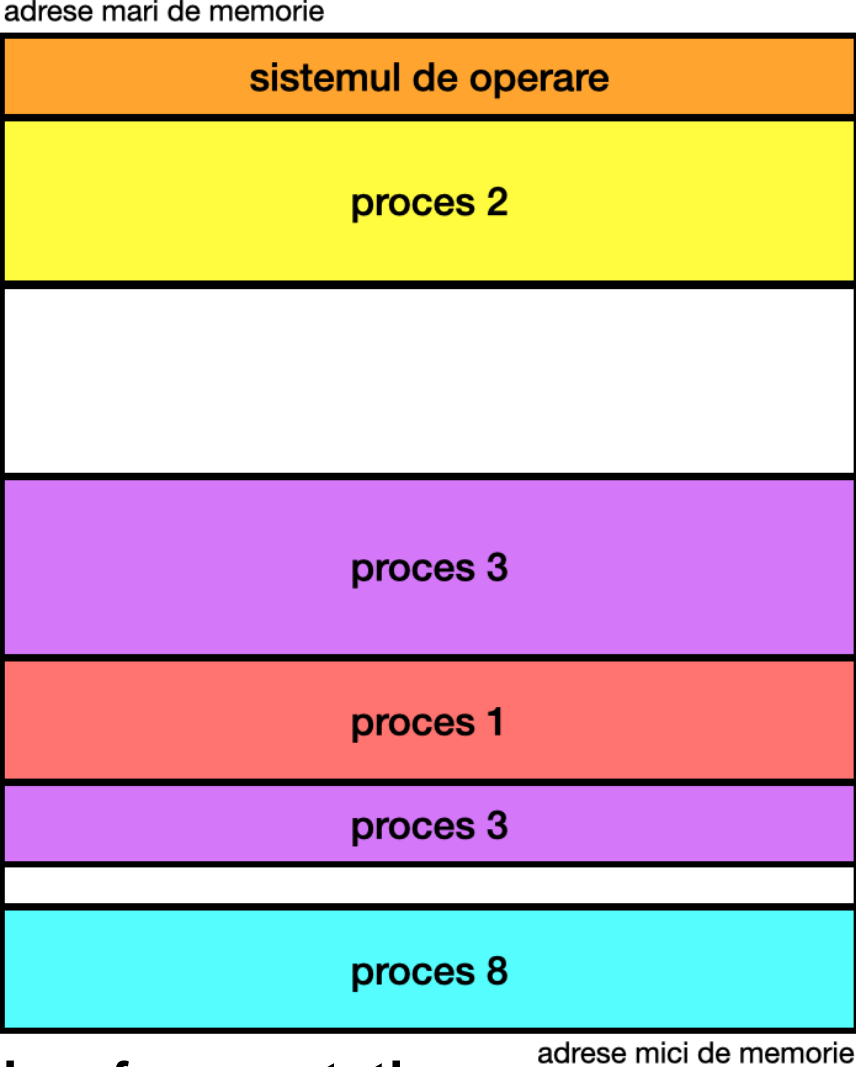 adrese mari de memorie
sistemul de operare
proces 2
proces 3
proces 1
proces 3
proces 8
adrese mici de memorie